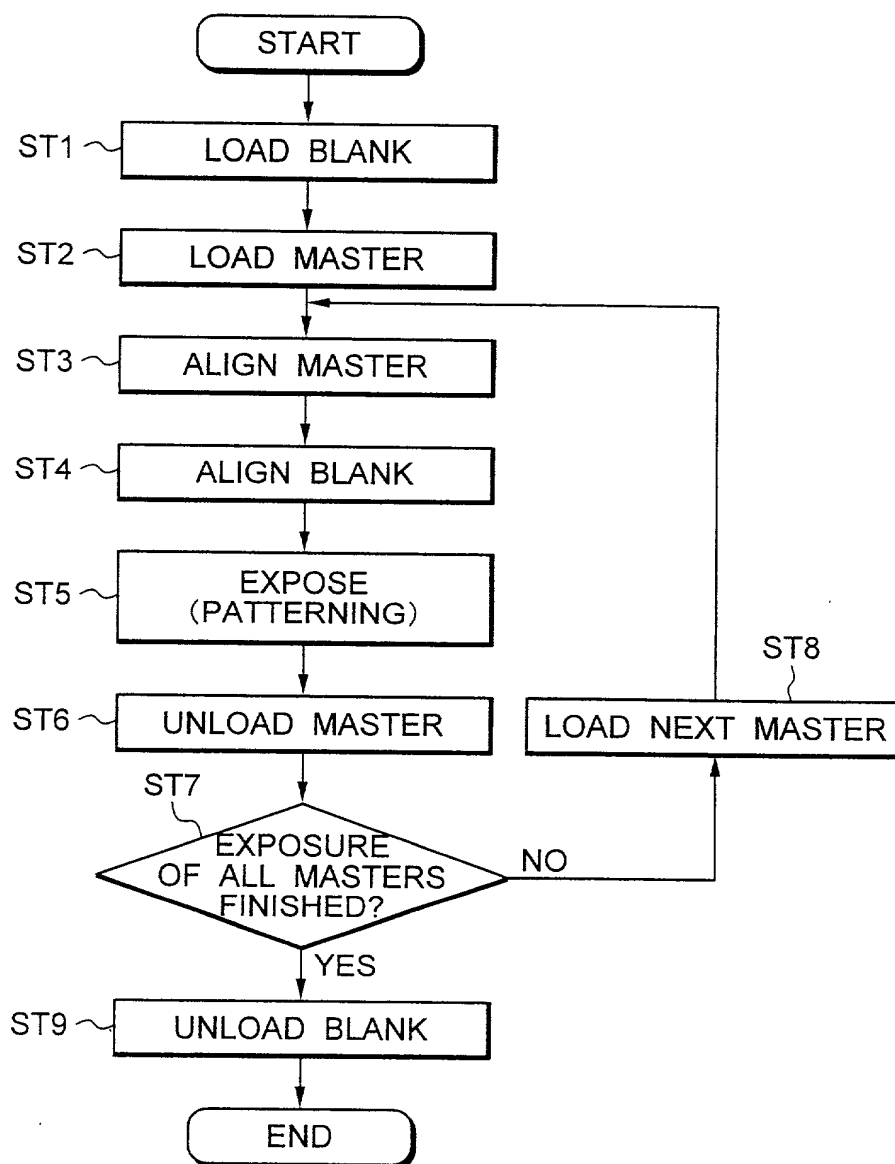 START
ST1
LOAD BLANK
ST2
LOAD MASTER
ST3
ALIGN MASTER
ST4
ALIGN BLANK
ST5
EXPOSE
(PATTERNING)
ST6
UNLOAD MASTER
ST8
LOAD NEXT MASTER
ST7
EXPOSURE
OF ALL MASTERS
FINISHED?
NO
YES
ST9
UNLOAD BLANK
END